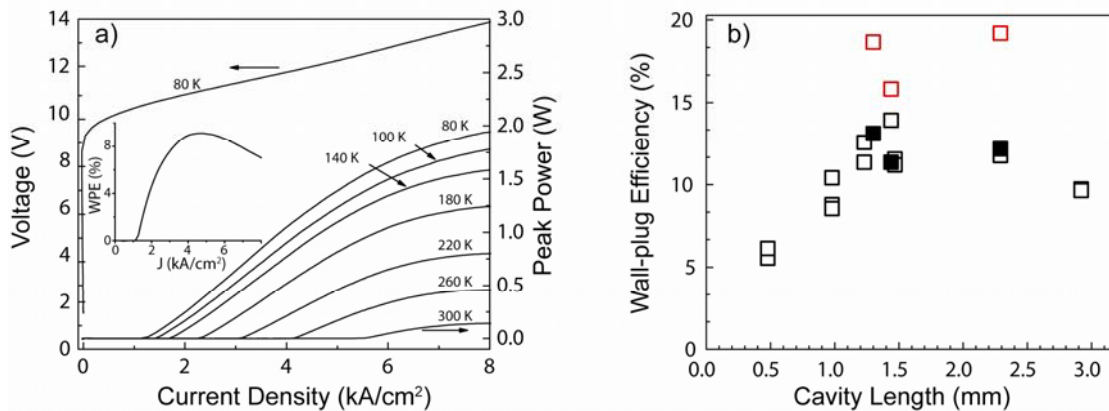 a)
14
12
10
8
6
4
2
0
Voltage (V)
0 2 4 6 8
Current Density (kA/cm²)
3.0
2.5
2.0
1.5
1.0
0.5
0.0
Peak Power (W)
80 K
80 K
100 K
140 K
180 K
220 K
260 K
300 K
8
4
0
WPE (%)
0 2 4 6
J (kA/cm²)
b)
20
15
10
5
0
Wall-plug Efficiency (%)
0.0 0.5 1.0 1.5 2.0 2.5 3.0
Cavity Length (mm)